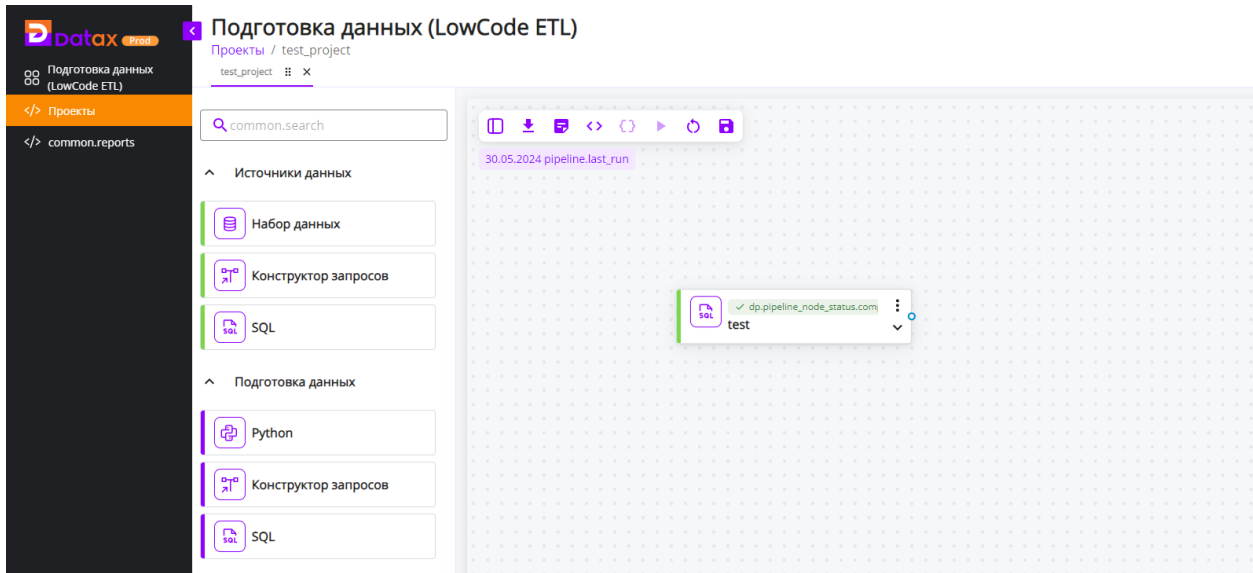 Datax Prod
Подготовка данных
(LowCode ETL)
</> Проекты
</> common.reports
Подготовка данных (LowCode ETL)
Проекты / test_project
test_project
common.search
Источники данных
Набор данных
Конструктор запросов
SQL
SQL
Подготовка данных
Python
Конструктор запросов
SQL
SQL
30.05.2024 pipeline.last_run
SQL
dp.pipeline_node_status.com
test